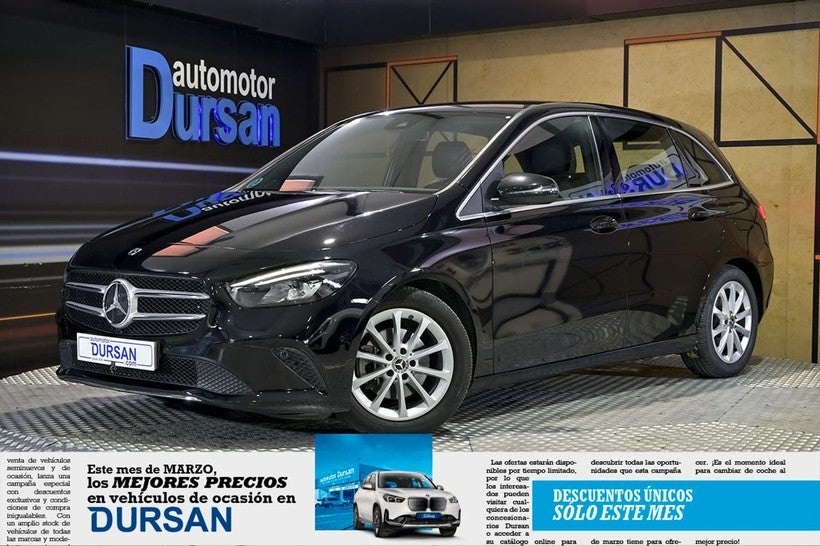 automotor
Dursan
automotor
DURSAN
.com
venta de vehículos
seminuevos y de
ocasión, lanza una
campaña especial
con descuentos
exclusivos y condi-
ciones de compra
inigualables. Con
un amplio stock de
vehículos de todas
las marcas y mode-
Este mes de MARZO,
los MEJORES PRECIOS
en vehículos de ocasión en
DURSAN
automotor Dursan
Las ofertas estarán dispo-
nibles por tiempo limitado,
por lo que
los interesa-
dos pueden
visitar cual-
quiera de los
concesiona-
rios Dursan
o acceder a
su catálogo online para
descubrir todas las oportu-
nidades que esta campaña
cer. ¡Es el momento ideal
para cambiar de coche al
DESCUENTOS ÚNICOS
SÓLO ESTE MES
de marzo tiene para ofre-
mejor precio!